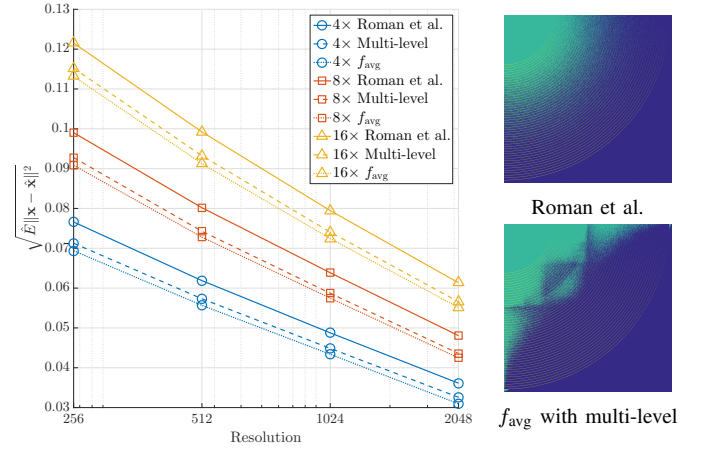 0.13
0.12
0.11
0.1
0.09
0.08
0.07
0.06
0.05
0.04
0.03
√Ê‖x − x̂‖²
256
512
1024
2048
Resolution
4× Roman et al.
4× Multi-level
4× f_avg
8× Roman et al.
8× Multi-level
8× f_avg
16× Roman et al.
16× Multi-level
16× f_avg
Roman et al.
f_avg with multi-level